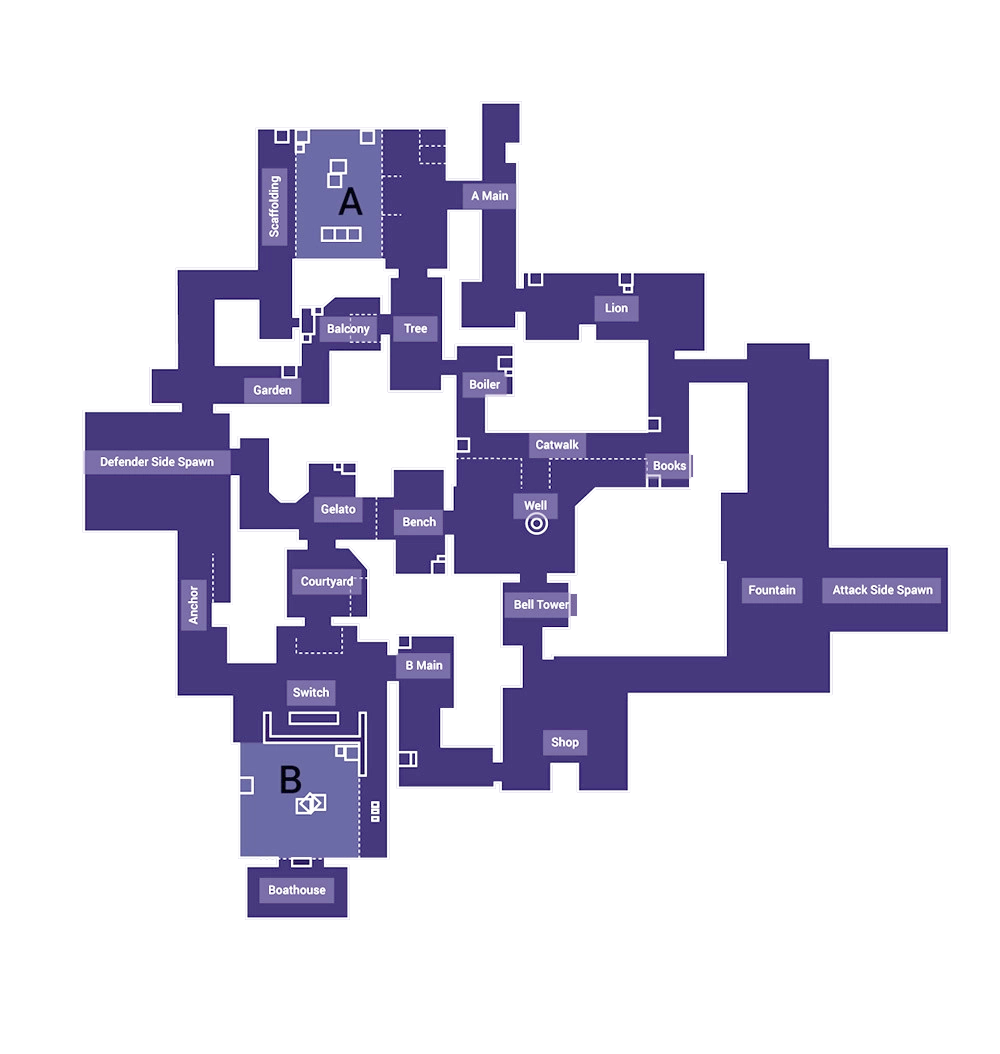 Scaffolding
A
A Main
Lion
Balcony
Tree
Boiler
Garden
Catwalk
Defender Side Spawn
Books
Gelato
Well
Bench
Courtyard
Fountain
Attack Side Spawn
Anchor
Bell Tower
B Main
Switch
Shop
B
Boathouse